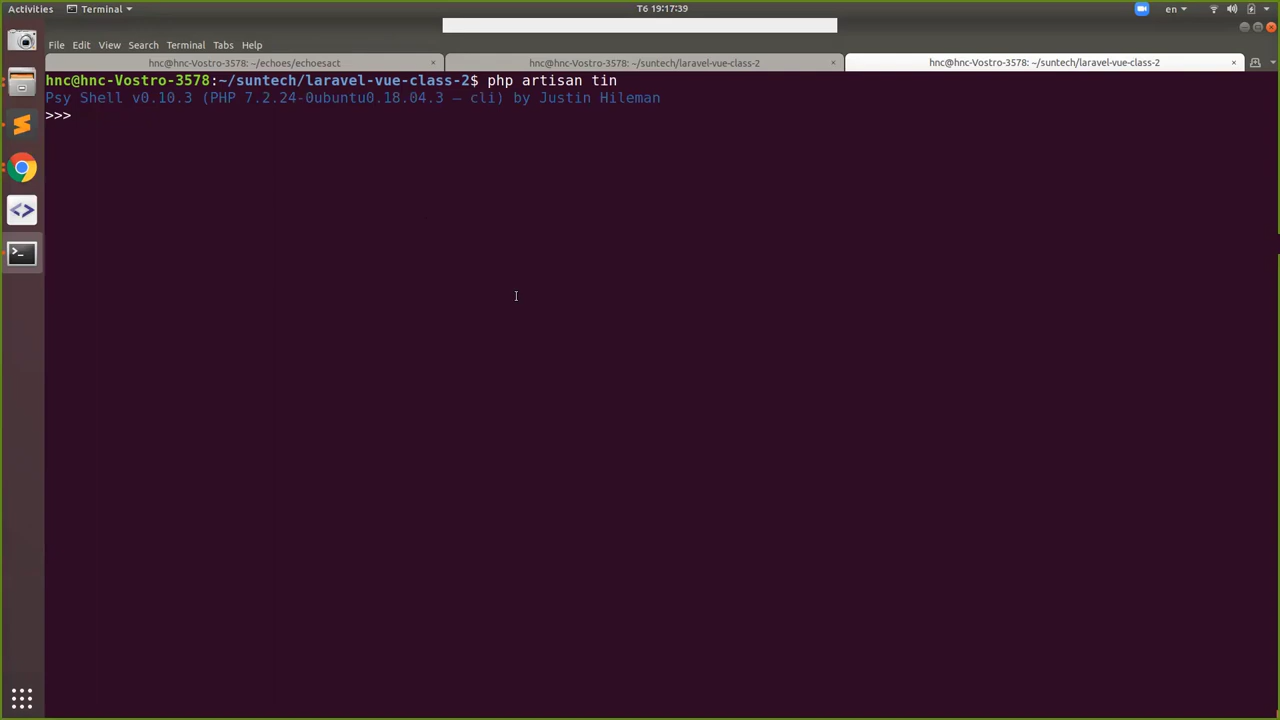 Activities
Terminal
T6 19:17:39
en
File Edit View Search Terminal Tabs Help
hnc@hnc-Vostro-3578: ~/echoes/echoesact
hnc@hnc-Vostro-3578: ~/suntech/laravel-vue-class-2
hnc@hnc-Vostro-3578: ~/suntech/laravel-vue-class-2
hnc@hnc-Vostro-3578:~/suntech/laravel-vue-class-2$ php artisan tin
Psy Shell v0.10.3 (PHP 7.2.24-0ubuntu0.18.04.3 — cli) by Justin Hileman
>>>